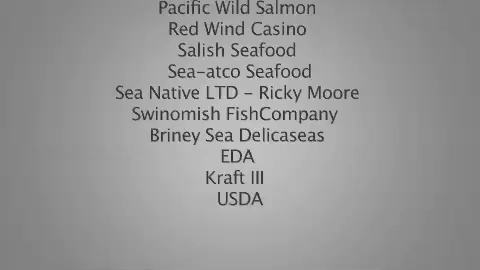 Pacific Wild Salmon
Red Wind Casino
Salish Seafood
Sea-atco Seafood
Sea Native LTD - Ricky Moore
Swinomish FishCompany
Briney Sea Delicaseas
EDA
Kraft III
USDA